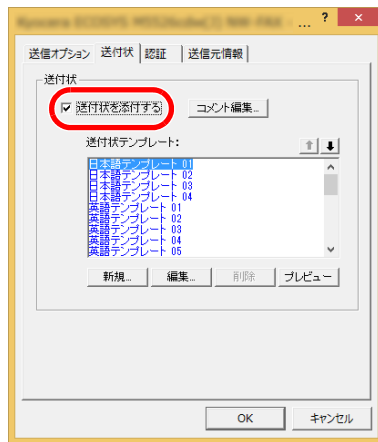 ... ?
送信オプション 送付状 認証 送信元情報
送付状
送付状を添付する コメント編集...
送付状テンプレート:
日本語テンプレート 01
日本語テンプレート 02
日本語テンプレート 03
日本語テンプレート 04
英語テンプレート 01
英語テンプレート 02
英語テンプレート 03
英語テンプレート 04
英語テンプレート 05
新規... 編集... 削除 プレビュー
OK キャンセル